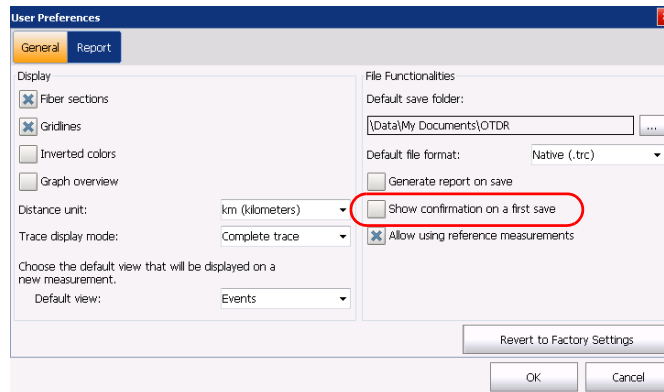 User Preferences
General Report
Display
Fiber sections
Gridlines
Inverted colors
Graph overview
Distance unit: km (kilometers)
Trace display mode: Complete trace
Choose the default view that will be displayed on a
new measurement.
Default view: Events
File Functionalities
Default save folder:
\Data\My Documents\OTDR ...
Default file format: Native (.trc)
Generate report on save
Show confirmation on a first save
Allow using reference measurements
Revert to Factory Settings
OK Cancel